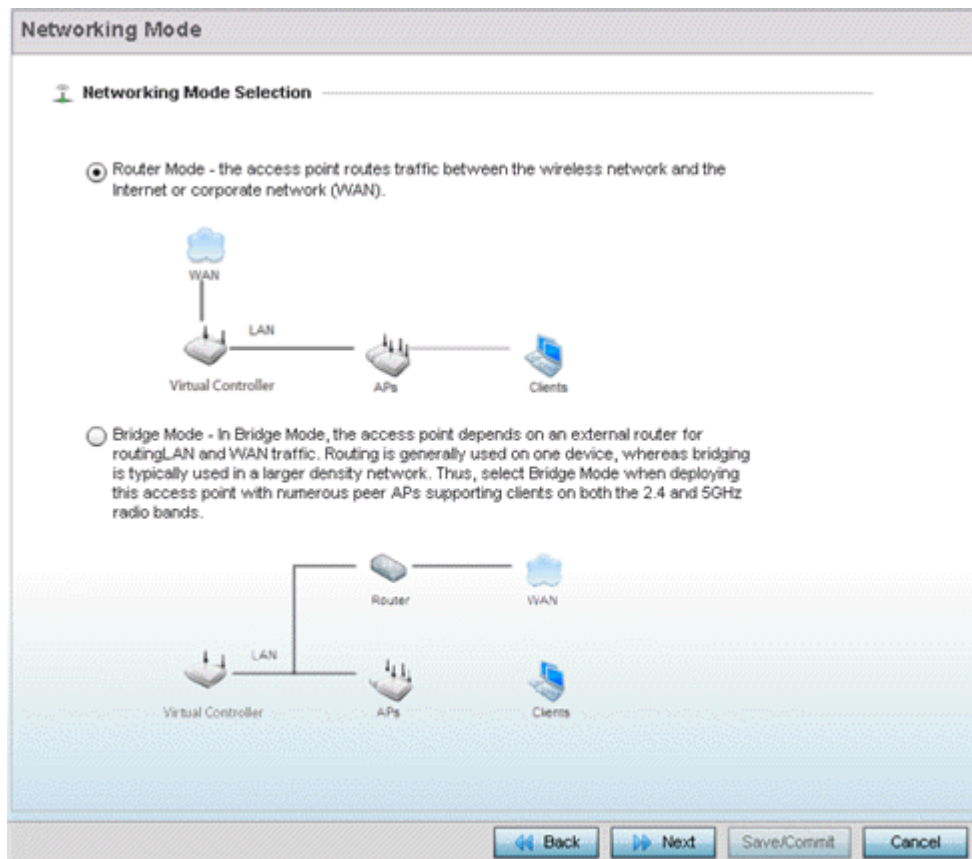 Networking Mode
Networking Mode Selection
Router Mode - the access point routes traffic between the wireless network and the
Internet or corporate network (WAN).
WAN
LAN
Virtual Controller
APs
Clients
Bridge Mode - In Bridge Mode, the access point depends on an external router for
routingLAN and WAN traffic. Routing is generally used on one device, whereas bridging
is typically used in a larger density network. Thus, select Bridge Mode when deploying
this access point with numerous peer APs supporting clients on both the 2.4 and 5GHz
radio bands.
Router
WAN
LAN
Virtual Controller
APs
Clients
Back
Next
Save/Commit
Cancel